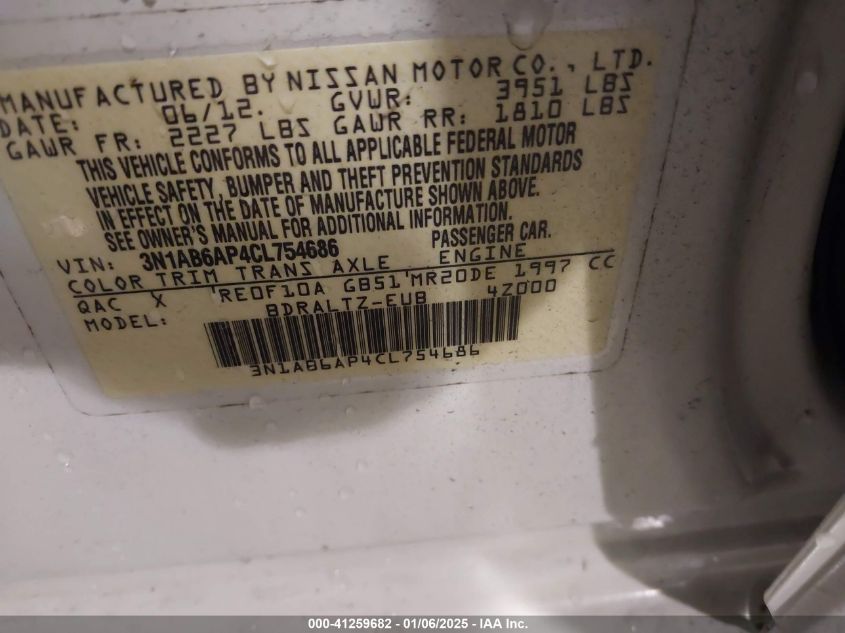 MANUFACTURED BY NISSAN MOTOR CO., LTD.
DATE: 06/12. GVWR: 3951 LBS
GAWR FR: 2227 LBS GAWR RR: 1810 LBS
THIS VEHICLE CONFORMS TO ALL APPLICABLE FEDERAL MOTOR
VEHICLE SAFETY, BUMPER AND THEFT PREVENTION STANDARDS
IN EFFECT ON THE DATE OF MANUFACTURE SHOWN ABOVE.
SEE OWNER'S MANUAL FOR ADDITIONAL INFORMATION.
VIN: 3N1AB6AP4CL754686 PASSENGER CAR.
COLOR TRIM TRANS AXLE ENGINE
QAC X 'RE0F10A GB51'MR20DE 1997 CC
MODEL: BDRALTZ-EUB 4Z000
3N1AB6AP4CL754686
000-41259682 - 01/06/2025 - IAA Inc.